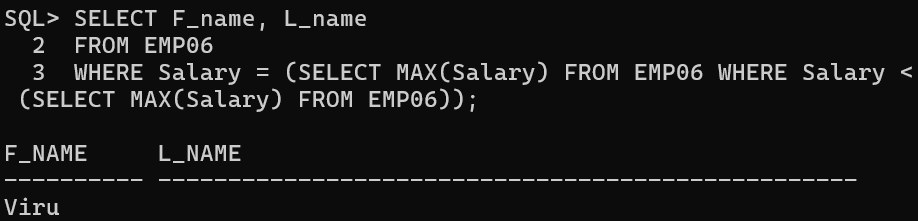 SQL> SELECT F_name, L_name
  2  FROM EMP06
  3  WHERE Salary = (SELECT MAX(Salary) FROM EMP06 WHERE Salary <
 (SELECT MAX(Salary) FROM EMP06));
F_NAME     L_NAME
---------- --------------------------------------------------
Viru